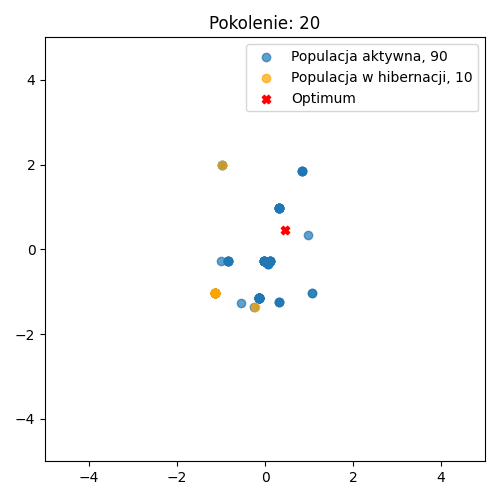 Pokolenie: 20
Populacja aktywna, 90
Populacja w hibernacji, 10
Optimum
4
2
0
−2
−4
−4 −2 0 2 4